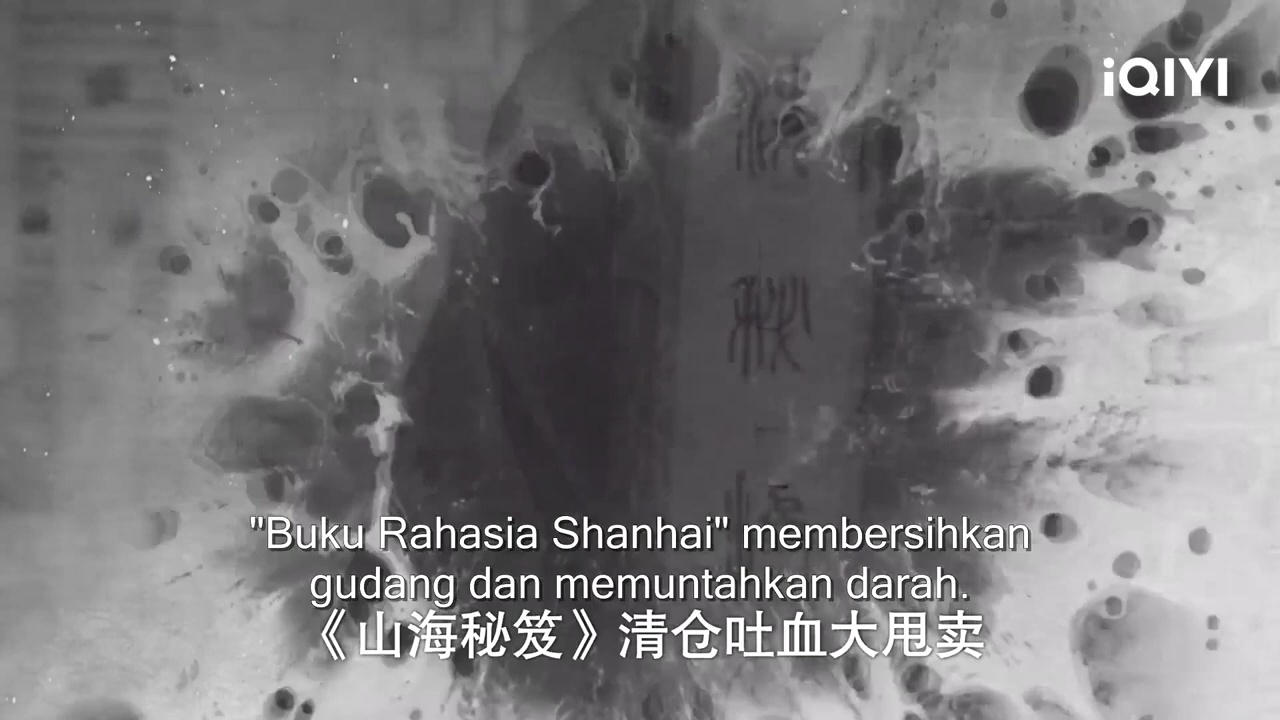 iQIYI
"Buku Rahasia Shanhai" membersihkan
gudang dan memuntahkan darah.
《山海秘笈》清仓吐血大甩卖